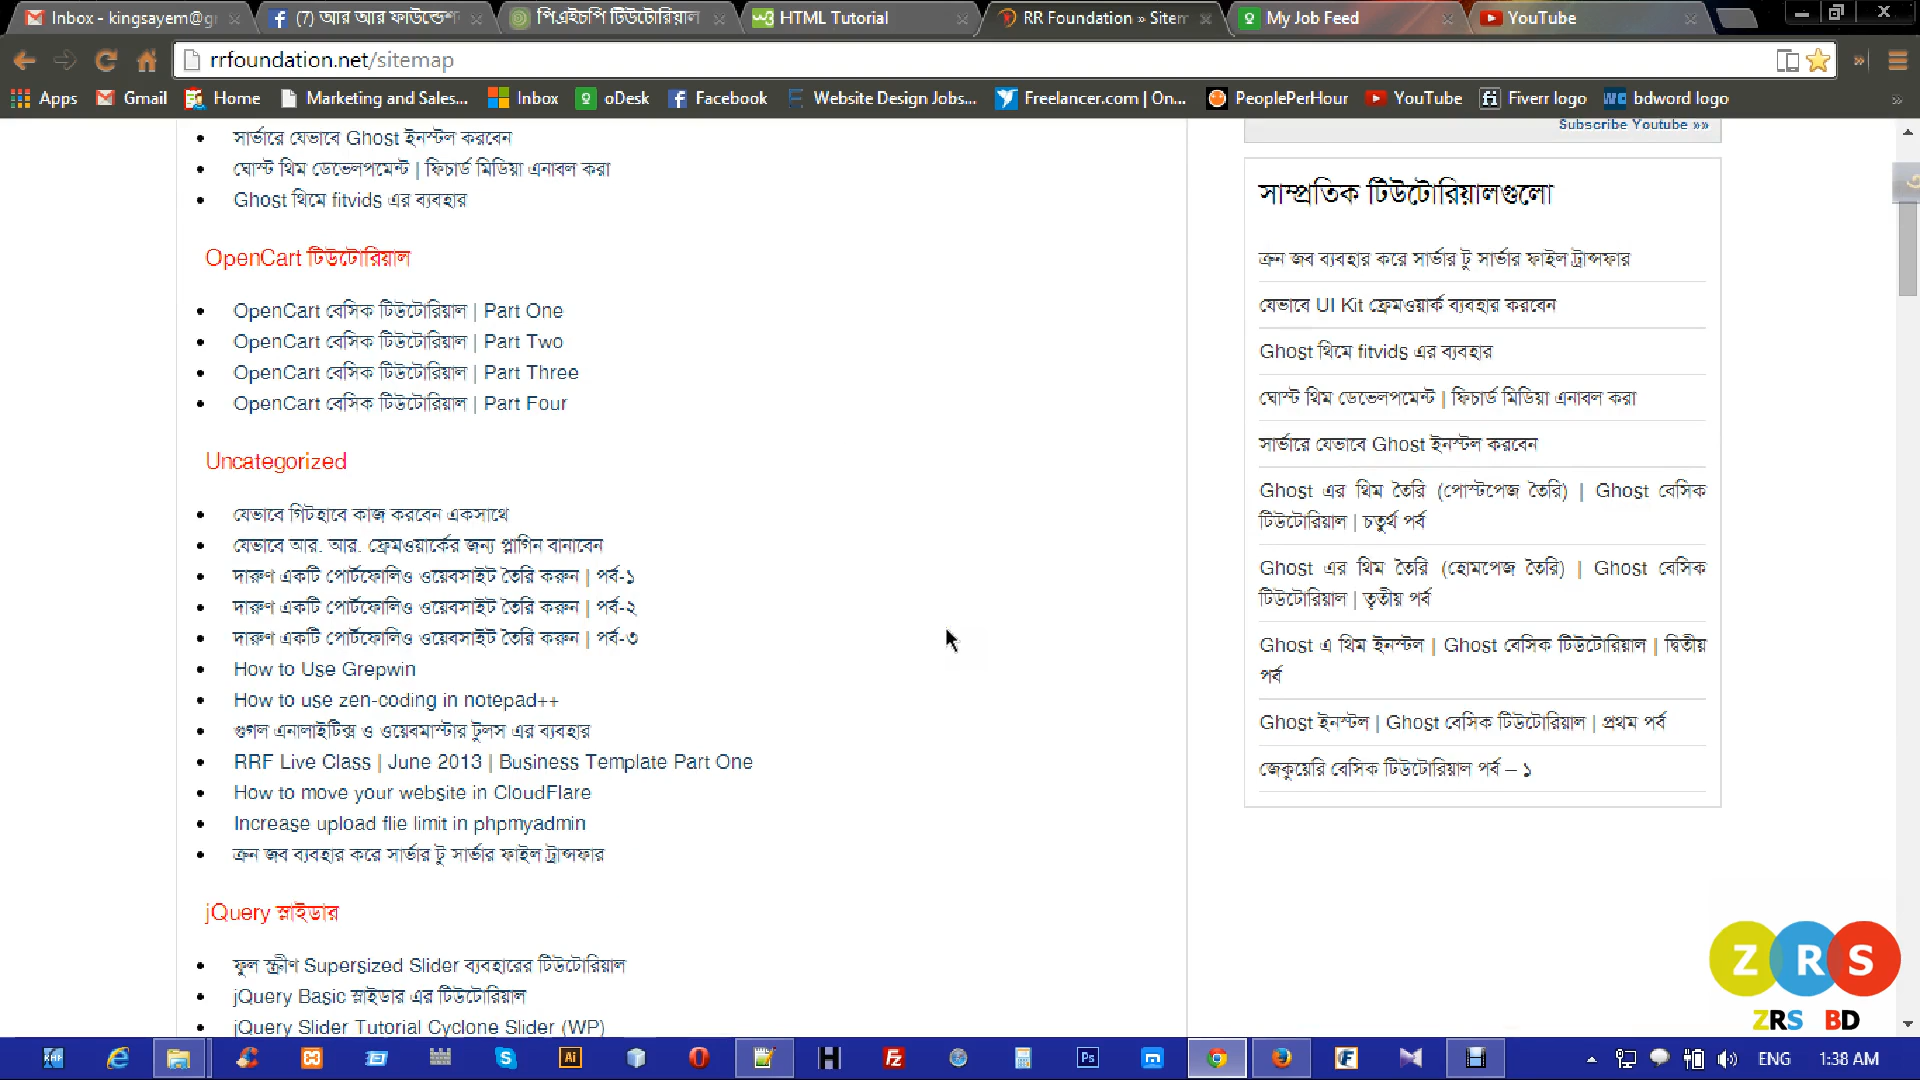 Inbox - kingsayem@g
(7) আর আর ফাউন্ডেশ
পিএইচপি টিউটোরিয়াল
HTML Tutorial
RR Foundation » Sitem
My Job Feed
YouTube
rrfoundation.net/sitemap
Apps
Gmail
Home
Marketing and Sales...
Inbox
oDesk
Facebook
Website Design Jobs...
Freelancer.com | On...
PeoplePerHour
YouTube
Fiverr logo
bdword logo
সার্ভারে যেভাবে Ghost ইনস্টল করবেন
ঘোস্ট থিম ডেভেলপমেন্ট | ফিচার্ড মিডিয়া এনাবল করা
Ghost থিমে fitvids এর ব্যবহার
OpenCart টিউটোরিয়াল
OpenCart বেসিক টিউটোরিয়াল | Part One
OpenCart বেসিক টিউটোরিয়াল | Part Two
OpenCart বেসিক টিউটোরিয়াল | Part Three
OpenCart বেসিক টিউটোরিয়াল | Part Four
Uncategorized
যেভাবে গিটহাবে কাজ করবেন একসাথে
যেভাবে আর. আর. ফ্রেমওয়ার্কের জন্য প্লাগিন বানাবেন
দারুণ একটি পোর্টফোলিও ওয়েবসাইট তৈরি করুন | পর্ব-১
দারুণ একটি পোর্টফোলিও ওয়েবসাইট তৈরি করুন | পর্ব-২
দারুণ একটি পোর্টফোলিও ওয়েবসাইট তৈরি করুন | পর্ব-৩
How to Use Grepwin
How to use zen-coding in notepad++
গুগল এনালাইটিক্স ও ওয়েবমাস্টার টুলস এর ব্যবহার
RRF Live Class | June 2013 | Business Template Part One
How to move your website in CloudFlare
Increase upload flie limit in phpmyadmin
ক্রন জব ব্যবহার করে সার্ভার টু সার্ভার ফাইল ট্রান্সফার
jQuery স্লাইডার
ফুল স্ক্রীণ Supersized Slider ব্যবহারের টিউটোরিয়াল
jQuery Basic স্লাইডার এর টিউটোরিয়াল
jQuery Slider Tutorial Cyclone Slider (WP)
Subscribe Youtube »»
সাম্প্রতিক টিউটোরিয়ালগুলো
ক্রন জব ব্যবহার করে সার্ভার টু সার্ভার ফাইল ট্রান্সফার
যেভাবে UI Kit ফ্রেমওয়ার্ক ব্যবহার করবেন
Ghost থিমে fitvids এর ব্যবহার
ঘোস্ট থিম ডেভেলপমেন্ট | ফিচার্ড মিডিয়া এনাবল করা
সার্ভারে যেভাবে Ghost ইনস্টল করবেন
Ghost এর থিম তৈরি (পোস্টপেজ তৈরি) | Ghost বেসিক
টিউটোরিয়াল | চতুর্থ পর্ব
Ghost এর থিম তৈরি (হোমপেজ তৈরি) | Ghost বেসিক
টিউটোরিয়াল | তৃতীয় পর্ব
Ghost এ থিম ইনস্টল | Ghost বেসিক টিউটোরিয়াল | দ্বিতীয়
পর্ব
Ghost ইনস্টল | Ghost বেসিক টিউটোরিয়াল | প্রথম পর্ব
জেকুয়েরি বেসিক টিউটোরিয়াল পর্ব – ১
ZRS
ZRS BD
ENG
1:38 AM